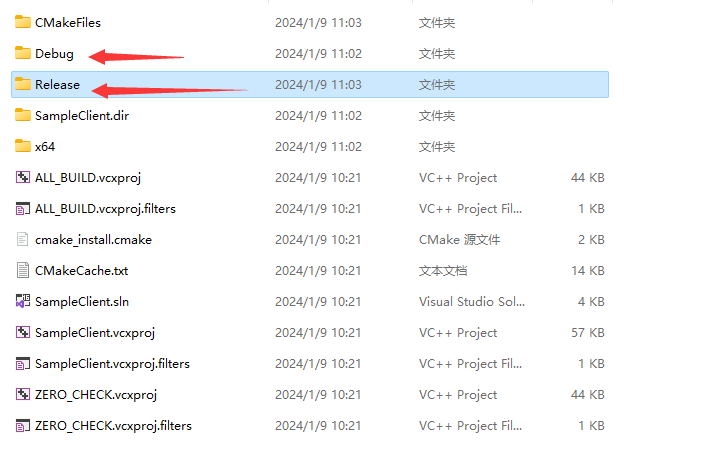 CMakeFiles 2024/1/9 11:03 文件夹
Debug 2024/1/9 11:02 文件夹
Release 2024/1/9 11:03 文件夹
SampleClient.dir 2024/1/9 11:02 文件夹
x64 2024/1/9 11:02 文件夹
ALL_BUILD.vcxproj 2024/1/9 10:21 VC++ Project 44 KB
ALL_BUILD.vcxproj.filters 2024/1/9 10:21 VC++ Project Fil... 1 KB
cmake_install.cmake 2024/1/9 10:21 CMake 源文件 2 KB
CMakeCache.txt 2024/1/9 10:21 文本文档 14 KB
SampleClient.sln 2024/1/9 10:21 Visual Studio Sol... 4 KB
SampleClient.vcxproj 2024/1/9 10:21 VC++ Project 57 KB
SampleClient.vcxproj.filters 2024/1/9 10:21 VC++ Project Fil... 1 KB
ZERO_CHECK.vcxproj 2024/1/9 10:21 VC++ Project 44 KB
ZERO_CHECK.vcxproj.filters 2024/1/9 10:21 VC++ Project Fil... 1 KB